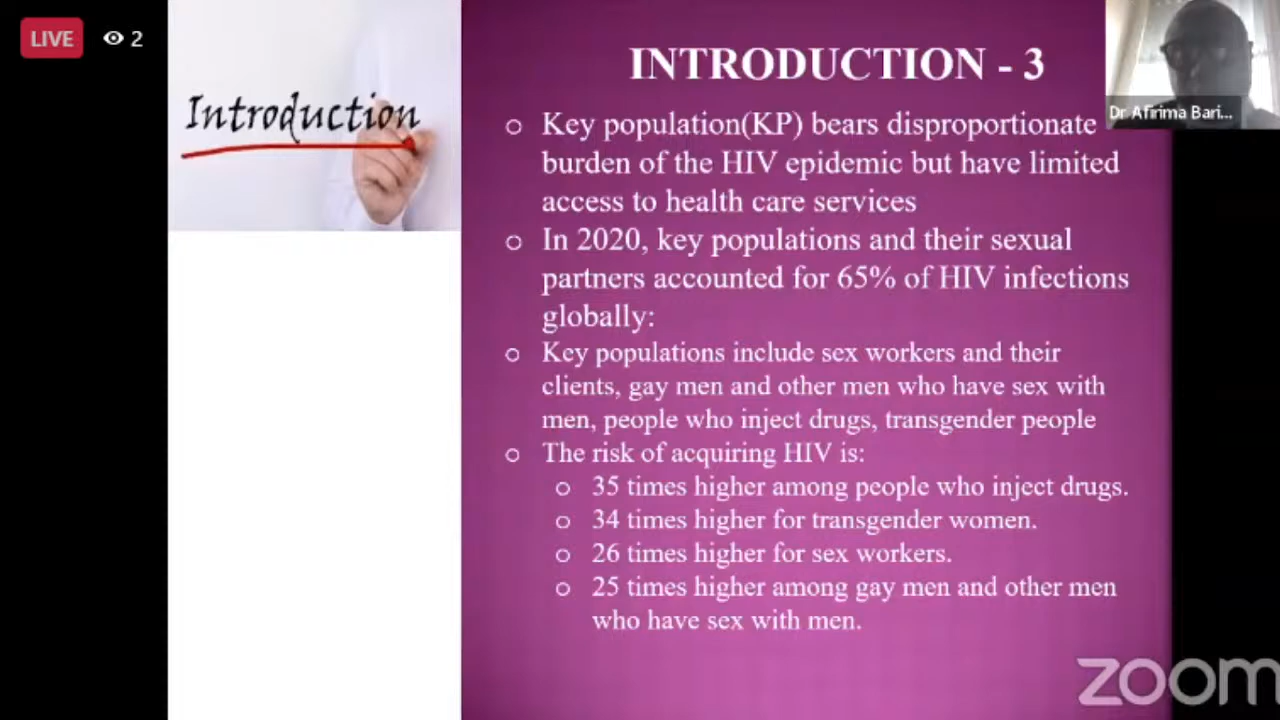 LIVE
2
Introduction
INTRODUCTION - 3
Dr Afirima Bari...
o Key population(KP) bears disproportionate
burden of the HIV epidemic but have limited
access to health care services
o In 2020, key populations and their sexual
partners accounted for 65% of HIV infections
globally:
o Key populations include sex workers and their
clients, gay men and other men who have sex with
men, people who inject drugs, transgender people
o The risk of acquiring HIV is:
o 35 times higher among people who inject drugs.
o 34 times higher for transgender women.
o 26 times higher for sex workers.
o 25 times higher among gay men and other men
who have sex with men.
zoom